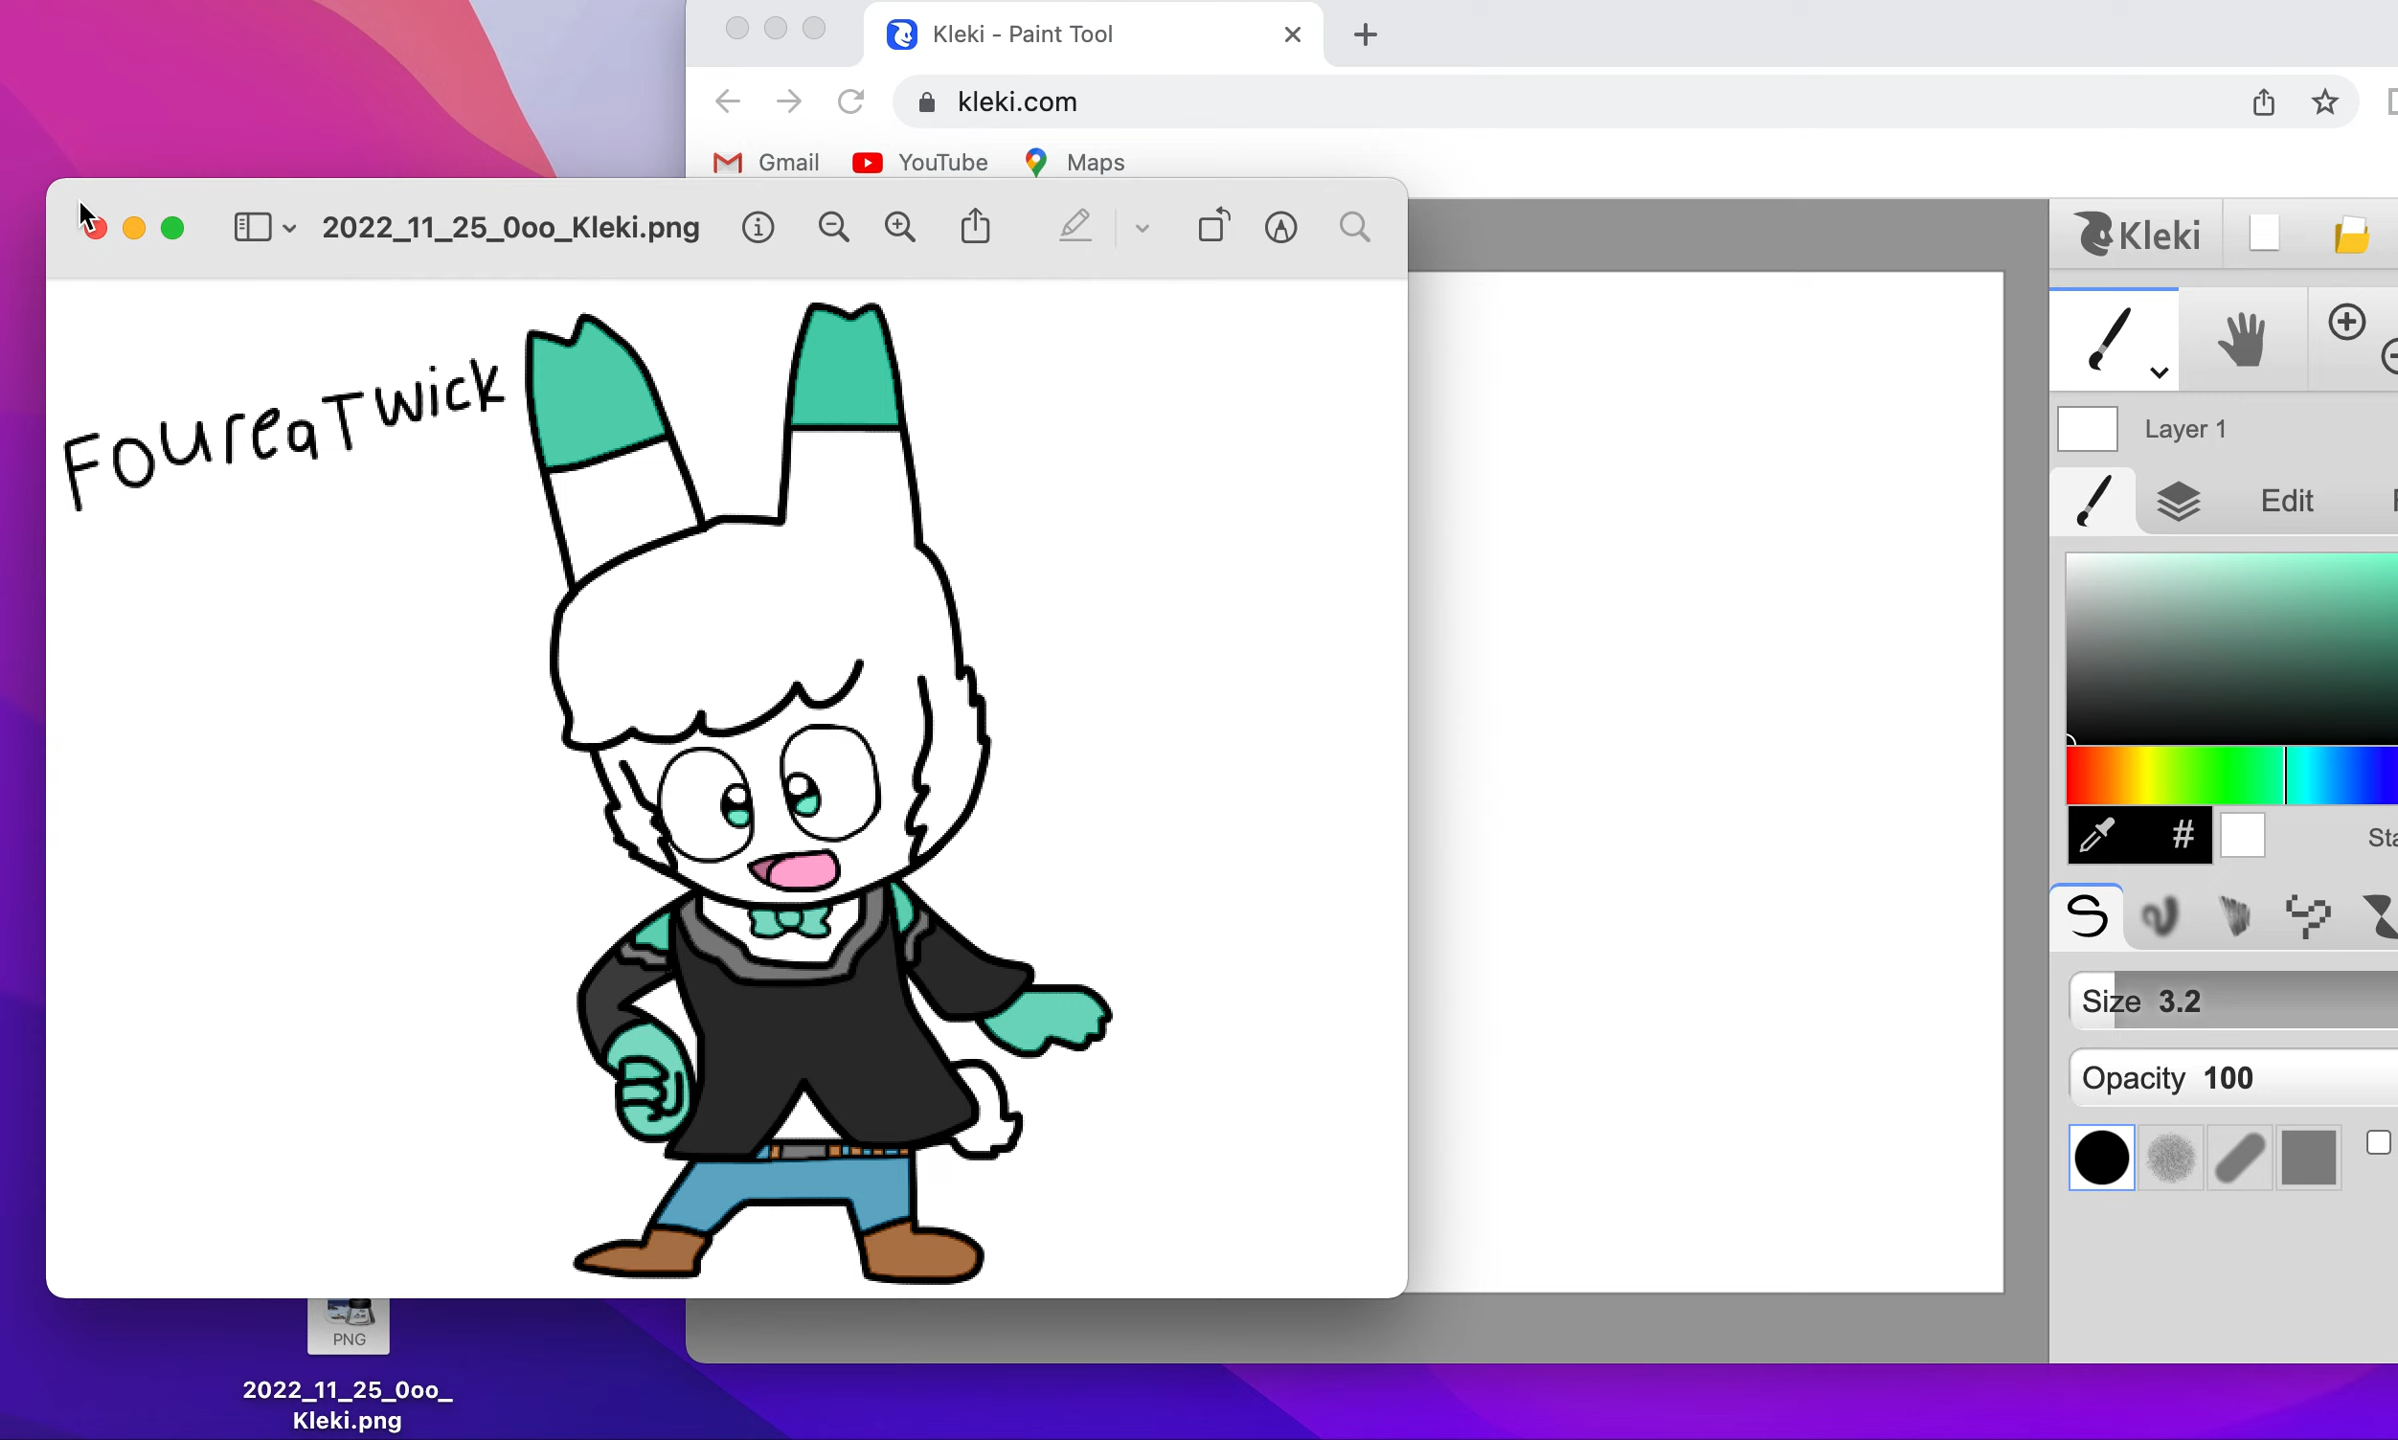 Kleki - Paint Tool
kleki.com
Gmail YouTube Maps
2022_11_25_0oo_Kleki.png
Kleki
FoureaTwick
Layer 1
Edit
#
Size 3.2
Opacity 100
PNG
2022_11_25_0oo_
Kleki.png